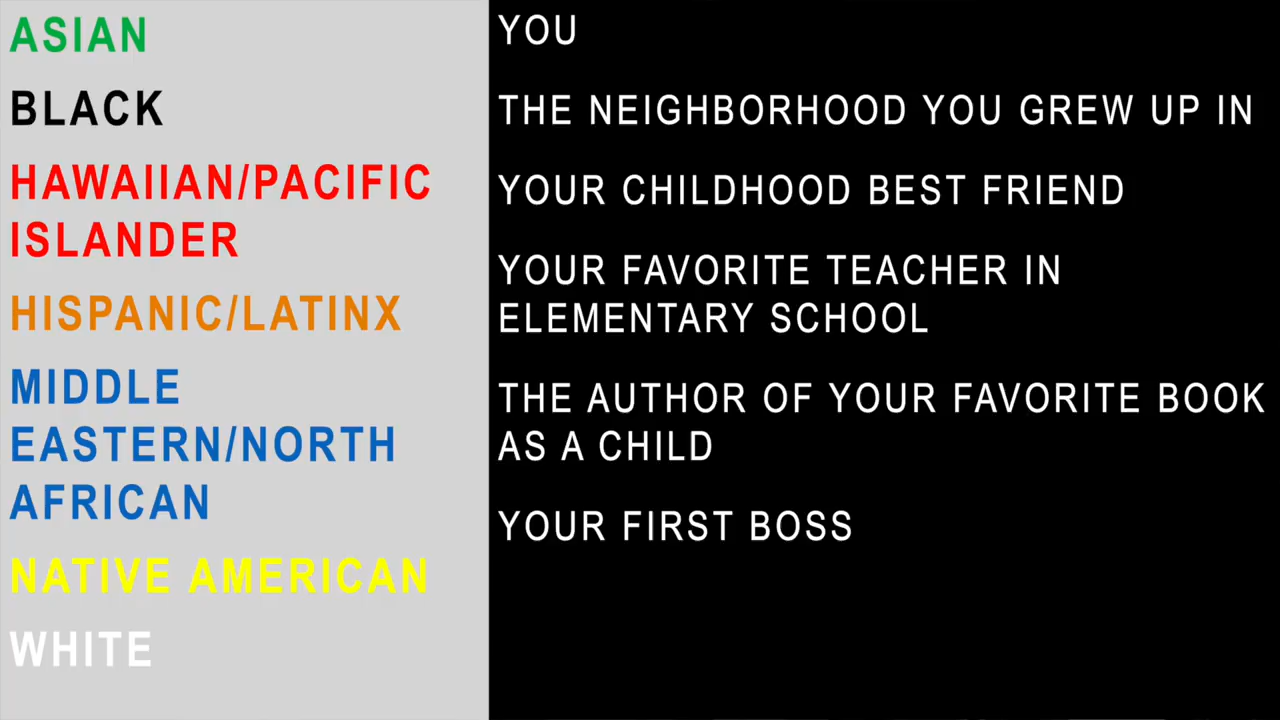 ASIAN
BLACK
HAWAIIAN/PACIFIC
ISLANDER
HISPANIC/LATINX
MIDDLE
EASTERN/NORTH
AFRICAN
NATIVE AMERICAN
WHITE
YOU
THE NEIGHBORHOOD YOU GREW UP IN
YOUR CHILDHOOD BEST FRIEND
YOUR FAVORITE TEACHER IN
ELEMENTARY SCHOOL
THE AUTHOR OF YOUR FAVORITE BOOK
AS A CHILD
YOUR FIRST BOSS